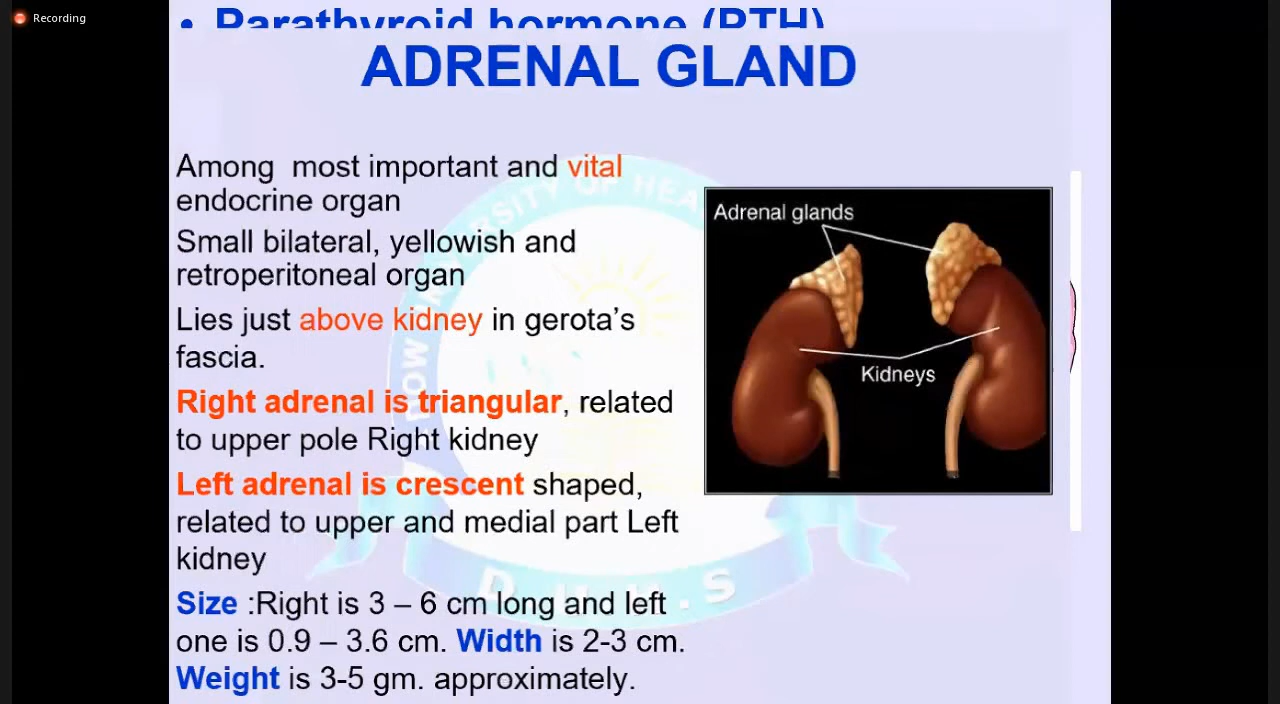 Recording
• Parathyroid hormone (PTH)
ADRENAL GLAND
Among most important and vital
endocrine organ
Small bilateral, yellowish and
retroperitoneal organ
Lies just above kidney in gerota's
fascia.
Right adrenal is triangular, related
to upper pole Right kidney
Left adrenal is crescent shaped,
related to upper and medial part Left
kidney
Size :Right is 3 – 6 cm long and left
one is 0.9 – 3.6 cm. Width is 2-3 cm.
Weight is 3-5 gm. approximately.
Adrenal glands
Kidneys
D.U.H.S